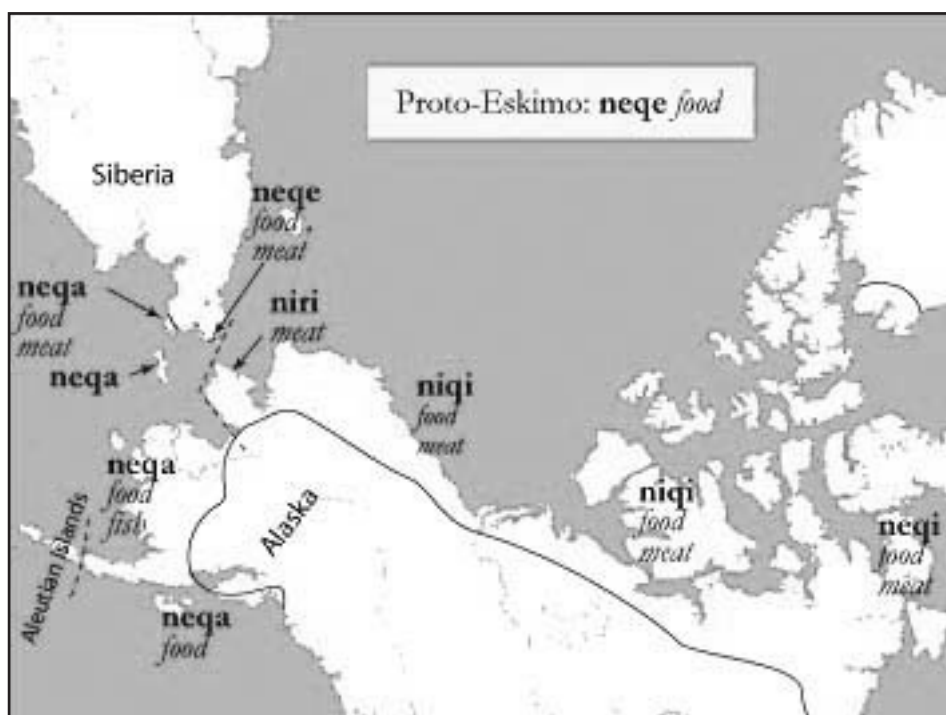 Proto-Eskimo: neqe food
Siberia
neqe
food
meat
neqa
food
meat
niri
meat
neqa
niqi
food
meat
neqa
food
fish
Alaska
Aleutian Islands
neqa
food
niqi
food
meat
neqi
food
meat